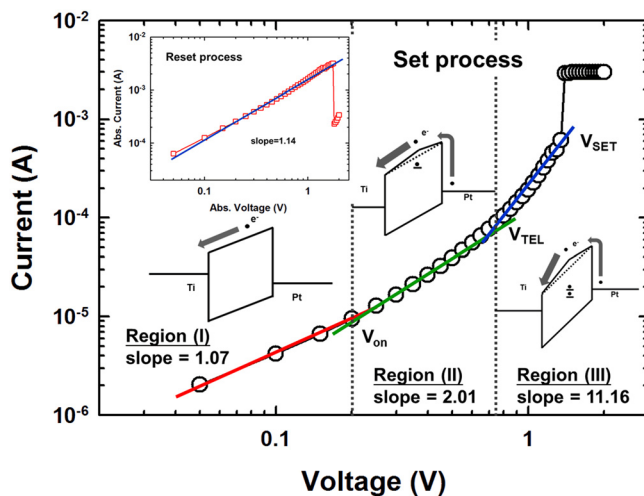 Set process
Reset process
slope=1.14
Abs. Current (A)
10⁻²
10⁻³
10⁻⁴
0.1
1
Abs. Voltage (V)
Current (A)
10⁻²
10⁻³
10⁻⁴
10⁻⁵
10⁻⁶
e⁻
Ti
Pt
e⁻
Ti
Pt
e⁻
Ti
Pt
V_SET
V_TEL
V_on
Region (I)
slope = 1.07
Region (II)
slope = 2.01
Region (III)
slope = 11.16
0.1
1
Voltage (V)